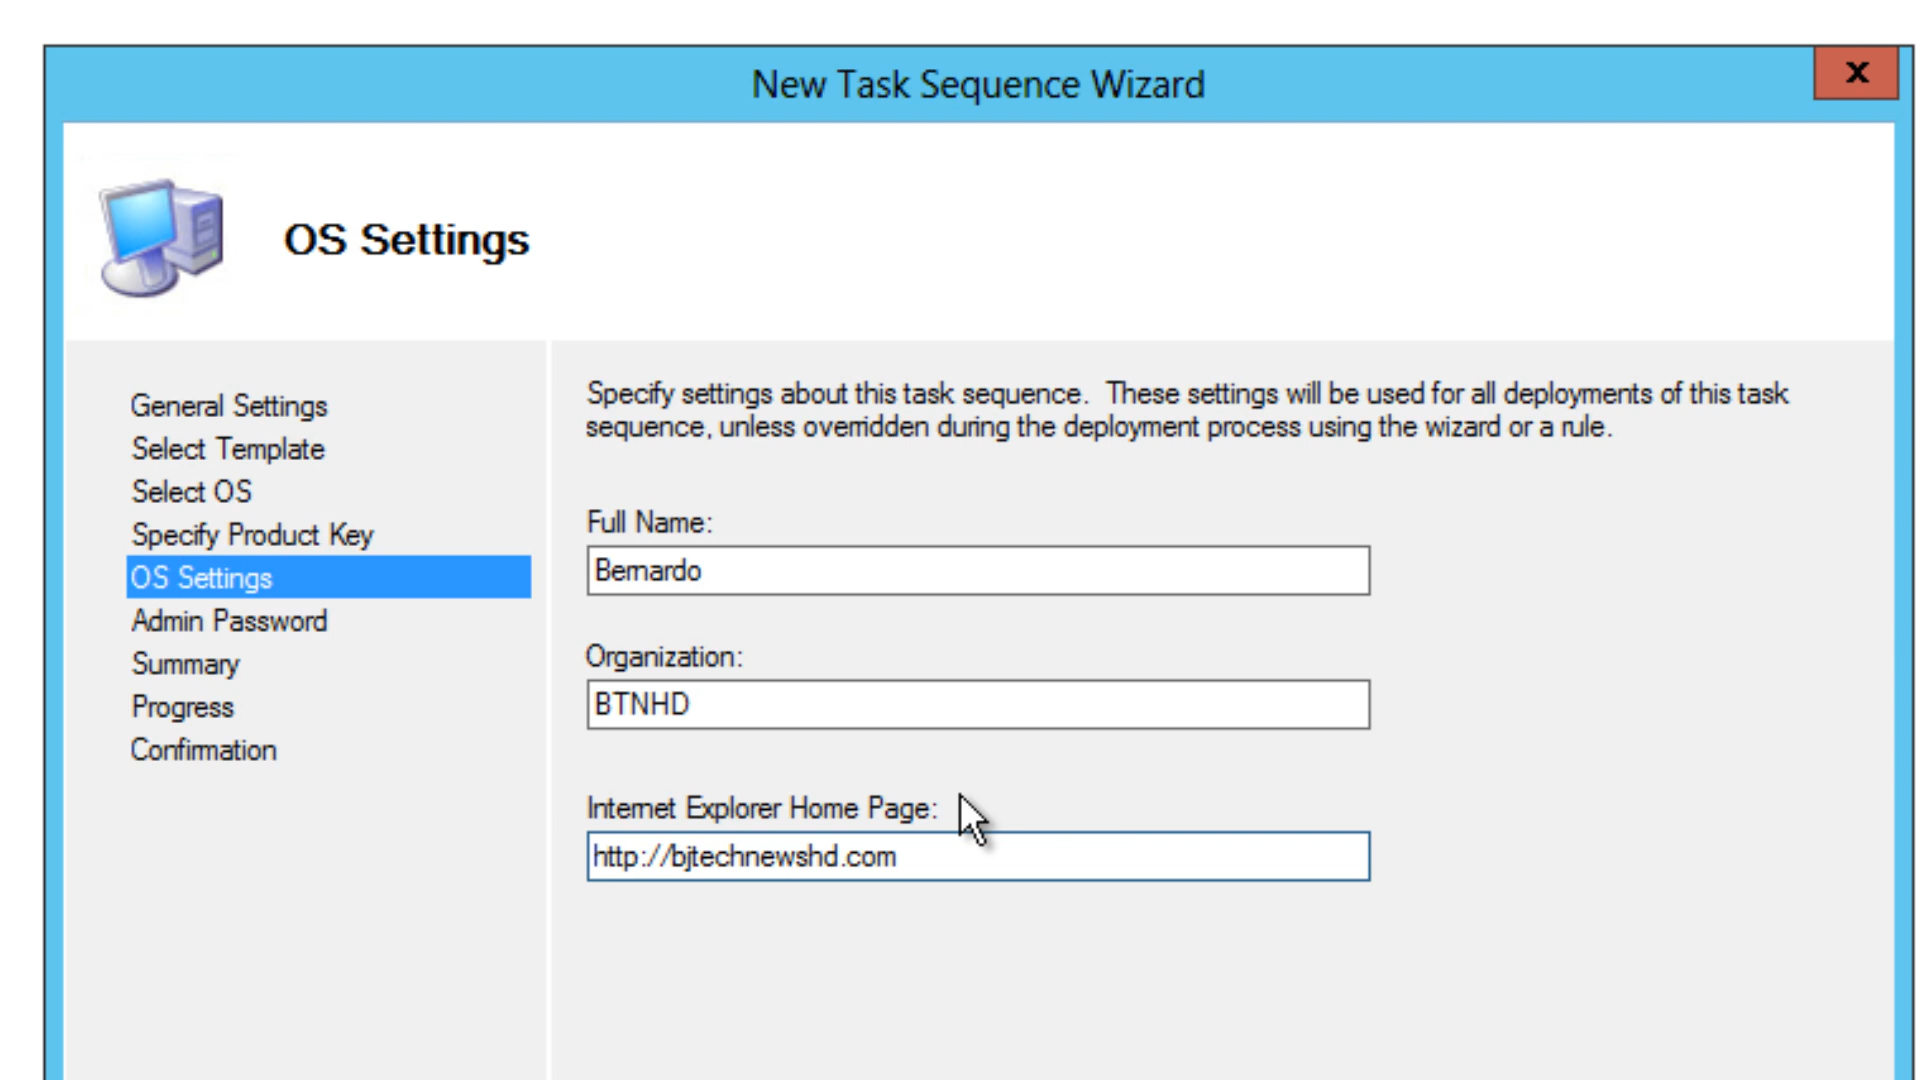 New Task Sequence Wizard
x
OS Settings
General Settings
Select Template
Select OS
Specify Product Key
OS Settings
Admin Password
Summary
Progress
Confirmation
Specify settings about this task sequence.  These settings will be used for all deployments of this task
sequence, unless overridden during the deployment process using the wizard or a rule.
Full Name:
Bernardo
Organization:
BTNHD
Internet Explorer Home Page:
http://bjtechnewshd.com